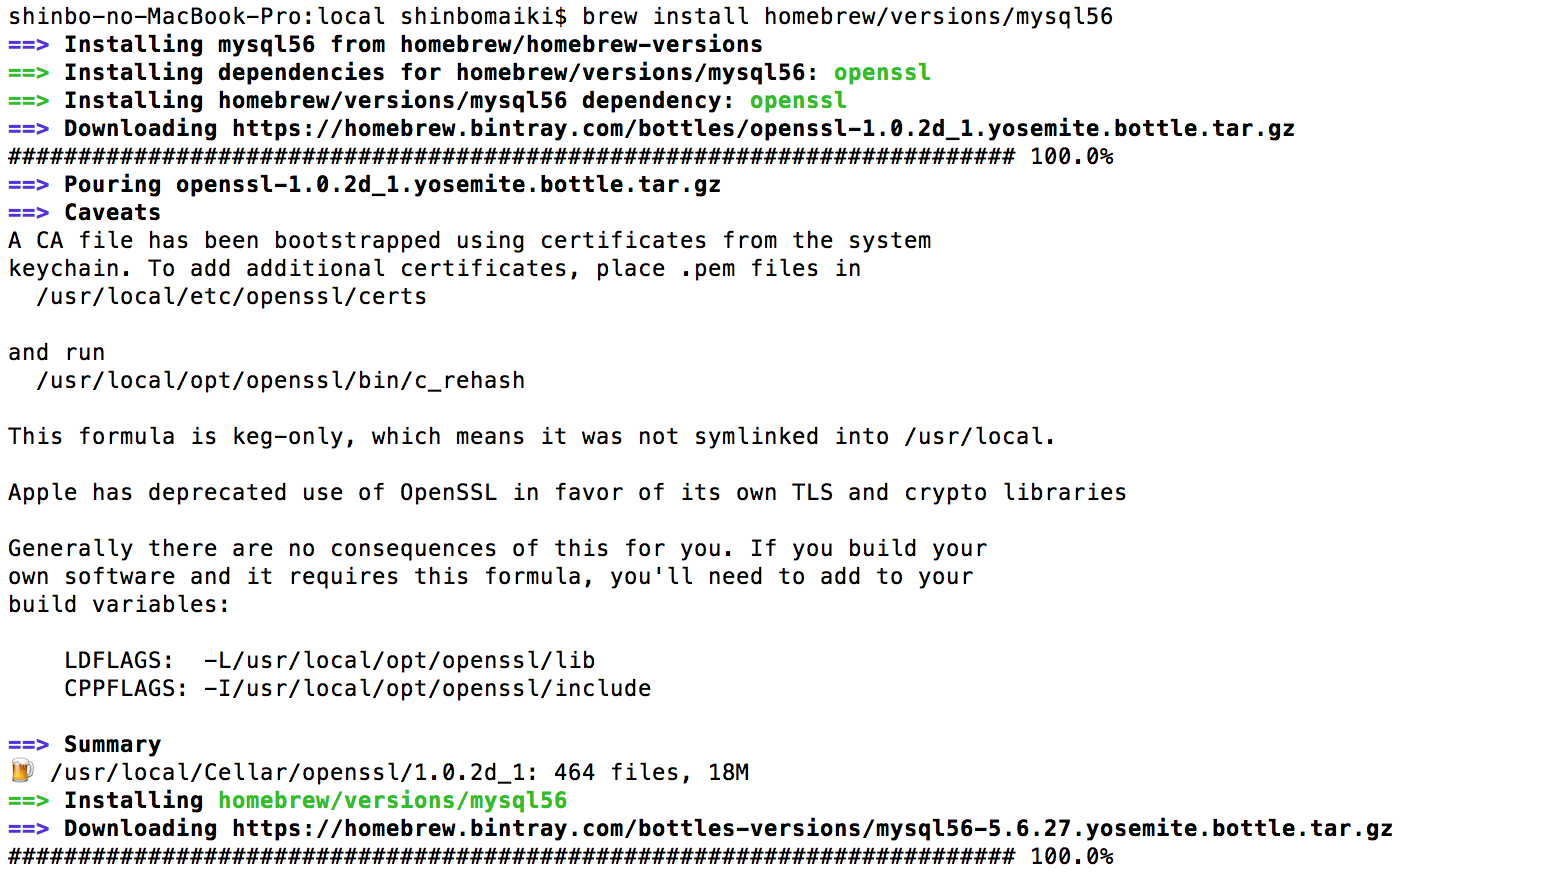 shinbo-no-MacBook-Pro:local shinbomaiki$ brew install homebrew/versions/mysql56
==> Installing mysql56 from homebrew/homebrew-versions
==> Installing dependencies for homebrew/versions/mysql56: openssl
==> Installing homebrew/versions/mysql56 dependency: openssl
==> Downloading https://homebrew.bintray.com/bottles/openssl-1.0.2d_1.yosemite.bottle.tar.gz
######################################################################## 100.0%
==> Pouring openssl-1.0.2d_1.yosemite.bottle.tar.gz
==> Caveats
A CA file has been bootstrapped using certificates from the system
keychain. To add additional certificates, place .pem files in
  /usr/local/etc/openssl/certs

and run
  /usr/local/opt/openssl/bin/c_rehash

This formula is keg-only, which means it was not symlinked into /usr/local.

Apple has deprecated use of OpenSSL in favor of its own TLS and crypto libraries

Generally there are no consequences of this for you. If you build your
own software and it requires this formula, you'll need to add to your
build variables:

    LDFLAGS:  -L/usr/local/opt/openssl/lib
    CPPFLAGS: -I/usr/local/opt/openssl/include

==> Summary
🍺 /usr/local/Cellar/openssl/1.0.2d_1: 464 files, 18M
==> Installing homebrew/versions/mysql56
==> Downloading https://homebrew.bintray.com/bottles-versions/mysql56-5.6.27.yosemite.bottle.tar.gz
######################################################################## 100.0%